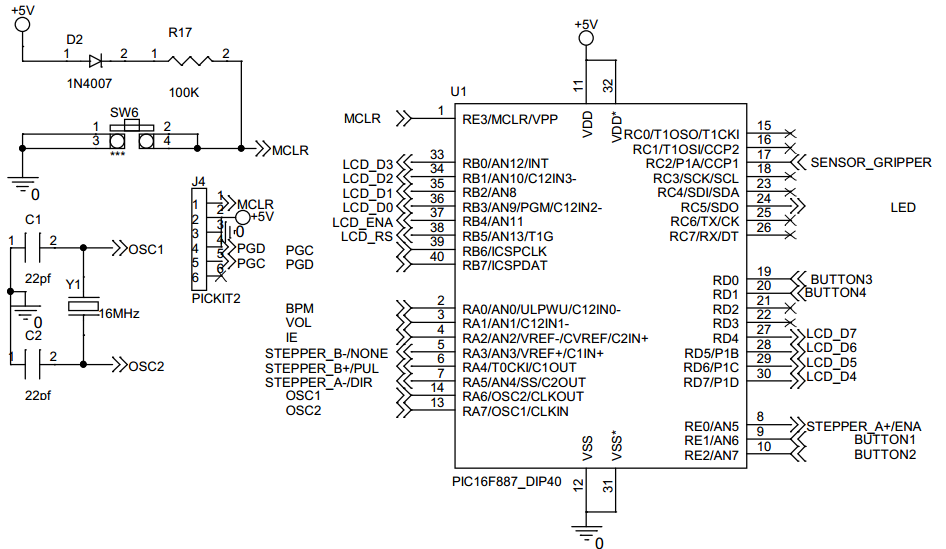 +5V
D2
1
2
1N4007
R17
1
2
100K
SW6
1
2
3
4
***
MCLR
0
C1
1
2
22pf
OSC1
Y1
16MHz
0
C2
1
2
22pf
OSC2
J4
1
2
3
4
5
6
1
2
3
4
5
6
MCLR
+5V
0
PGD
PGC
PICKIT2
+5V
U1
11
32
VDD
VDD*
MCLR
1
RE3/MCLR/VPP
LCD_D3
33
RB0/AN12/INT
LCD_D2
34
RB1/AN10/C12IN3-
LCD_D1
35
RB2/AN8
LCD_D0
36
RB3/AN9/PGM/C12IN2-
LCD_ENA
37
RB4/AN11
LCD_RS
38
RB5/AN13/T1G
PGC
39
RB6/ICSPCLK
PGD
40
RB7/ICSPDAT
BPM
2
RA0/AN0/ULPWU/C12IN0-
VOL
3
RA1/AN1/C12IN1-
IE
4
RA2/AN2/VREF-/CVREF/C2IN+
STEPPER_B-/NONE
5
RA3/AN3/VREF+/C1IN+
STEPPER_B+/PUL
6
RA4/T0CKI/C1OUT
STEPPER_A-/DIR
7
RA5/AN4/SS/C2OUT
OSC1
14
RA6/OSC2/CLKOUT
OSC2
13
RA7/OSC1/CLKIN
RC0/T1OSO/T1CKI
15
RC1/T1OSI/CCP2
16
RC2/P1A/CCP1
17
SENSOR_GRIPPER
RC3/SCK/SCL
18
RC4/SDI/SDA
23
RC5/SDO
24
LED
RC6/TX/CK
25
RC7/RX/DT
26
RD0
19
BUTTON3
RD1
20
BUTTON4
RD2
21
RD3
22
RD4
27
LCD_D7
RD5/P1B
28
LCD_D6
RD6/P1C
29
LCD_D5
RD7/P1D
30
LCD_D4
RE0/AN5
8
STEPPER_A+/ENA
RE1/AN6
9
BUTTON1
RE2/AN7
10
BUTTON2
VSS
VSS*
12
31
PIC16F887_DIP40
0